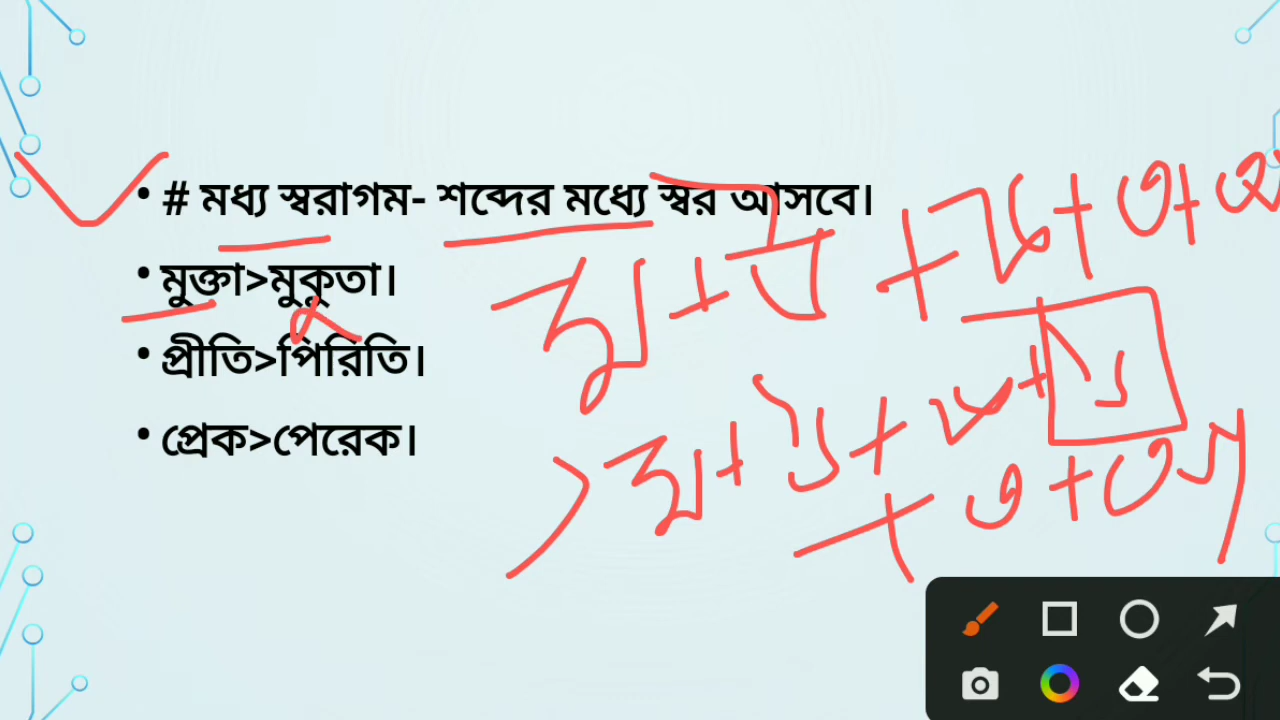 • # মধ্য স্বরাগম- শব্দের মধ্যে স্বর আসবে।
• মুক্তা>মুকুতা।
• প্রীতি>পিরিতি।
• প্রেক>পেরেক।
ম + উ + ক + ত + আ
> ম + উ + ক + উ
+ ত + আ